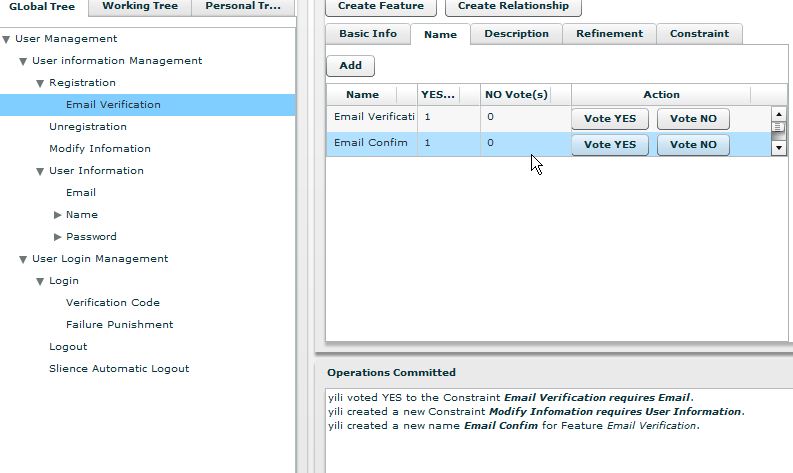 GLobal Tree Working Tree Personal Tr...
User Management
User information Management
Registration
Email Verification
Unregistration
Modify Infomation
User Information
Email
Name
Password
User Login Management
Login
Verification Code
Failure Punishment
Logout
Slience Automatic Logout
Create Feature Create Relationship
Basic Info Name Description Refinement Constraint
Add
Name YES... NO Vote(s) Action
Email Verificati 1 0 Vote YES Vote NO
Email Confim 1 0 Vote YES Vote NO
Operations Committed
yili voted YES to the Constraint Email Verification requires Email.
yili created a new Constraint Modify Infomation requires User Information.
yili created a new name Email Confim for Feature Email Verification.